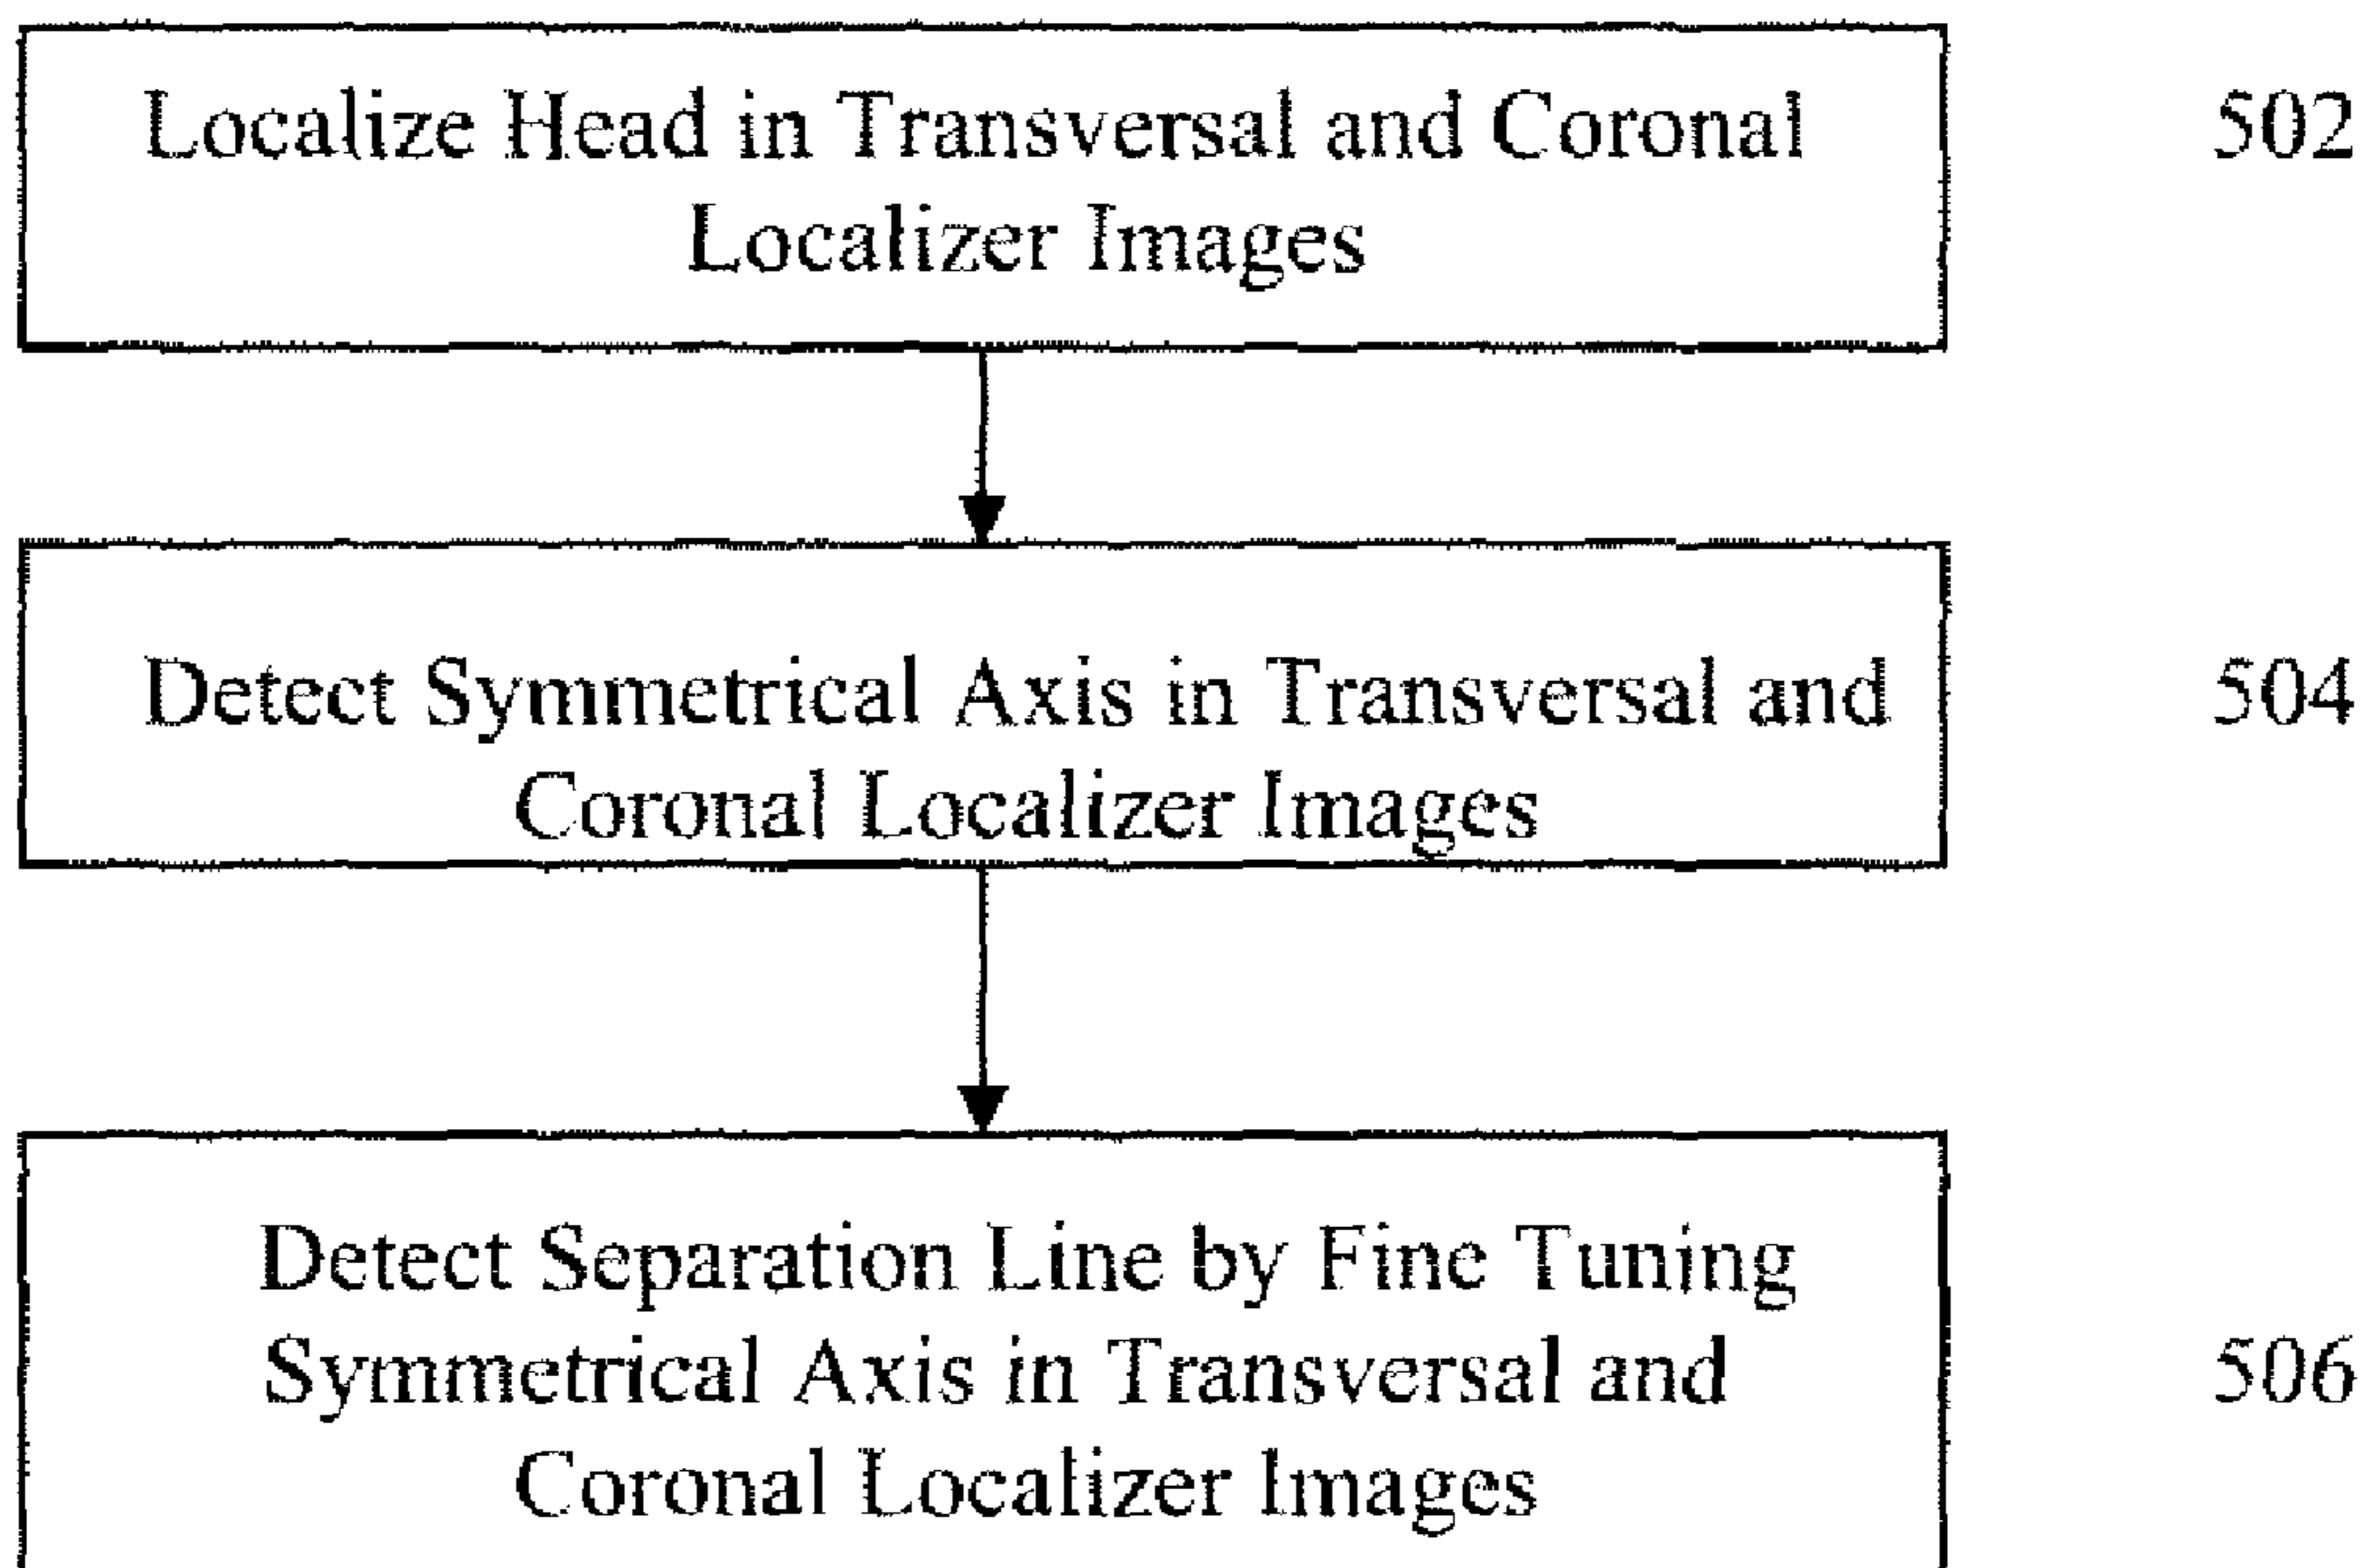 Localize Head in Transversal and Coronal
Localizer Images
502
Detect Symmetrical Axis in Transversal and
Coronal Localizer Images
504
Detect Separation Line by Fine Tuning
Symmetrical Axis in Transversal and
Coronal Localizer Images
506